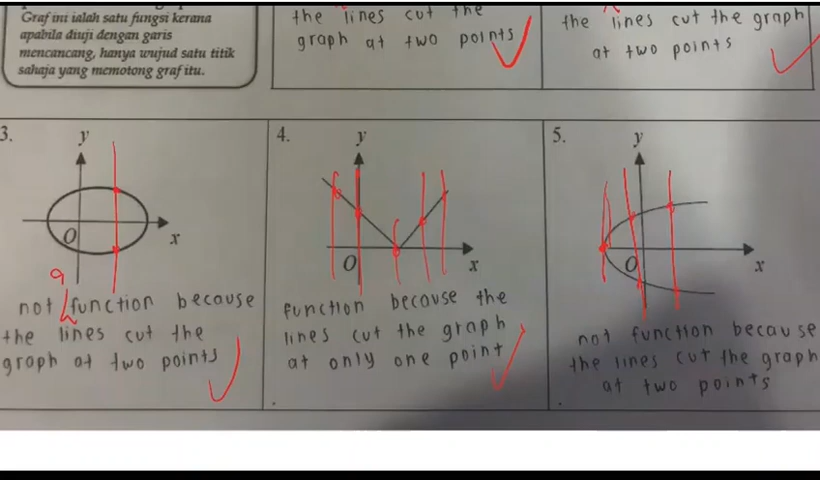 Graf ini ialah satu fungsi kerana
apabila diuji dengan garis
mencancang, hanya wujud satu titik
sahaja yang memotong graf itu.
the lines cut the
graph at two points
the lines cut the graph
at two points
3.
y
O
x
not a function because
the lines cut the
graph at two points
4.
y
O
x
function because the
lines cut the graph
at only one point
5.
y
O
x
not function because
the lines cut the graph
at two points